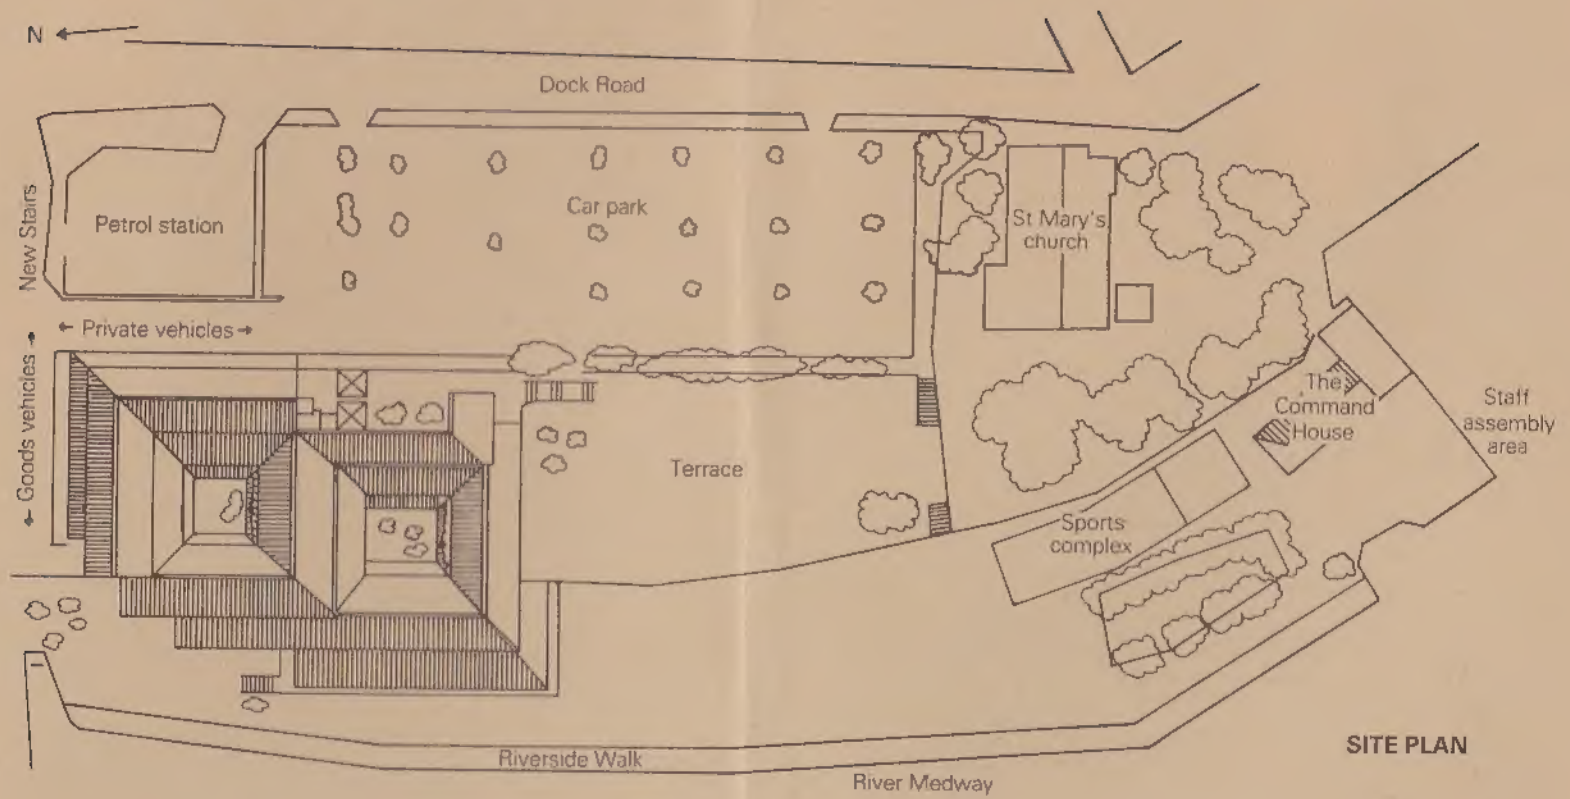 N
Dock Road
New Stairs
Petrol station
Car park
St Mary's
church
← Private vehicles →
← Goods vehicles →
The
Command
House
Staff
assembly
area
Terrace
Sports
complex
Riverside Walk
River Medway
SITE PLAN